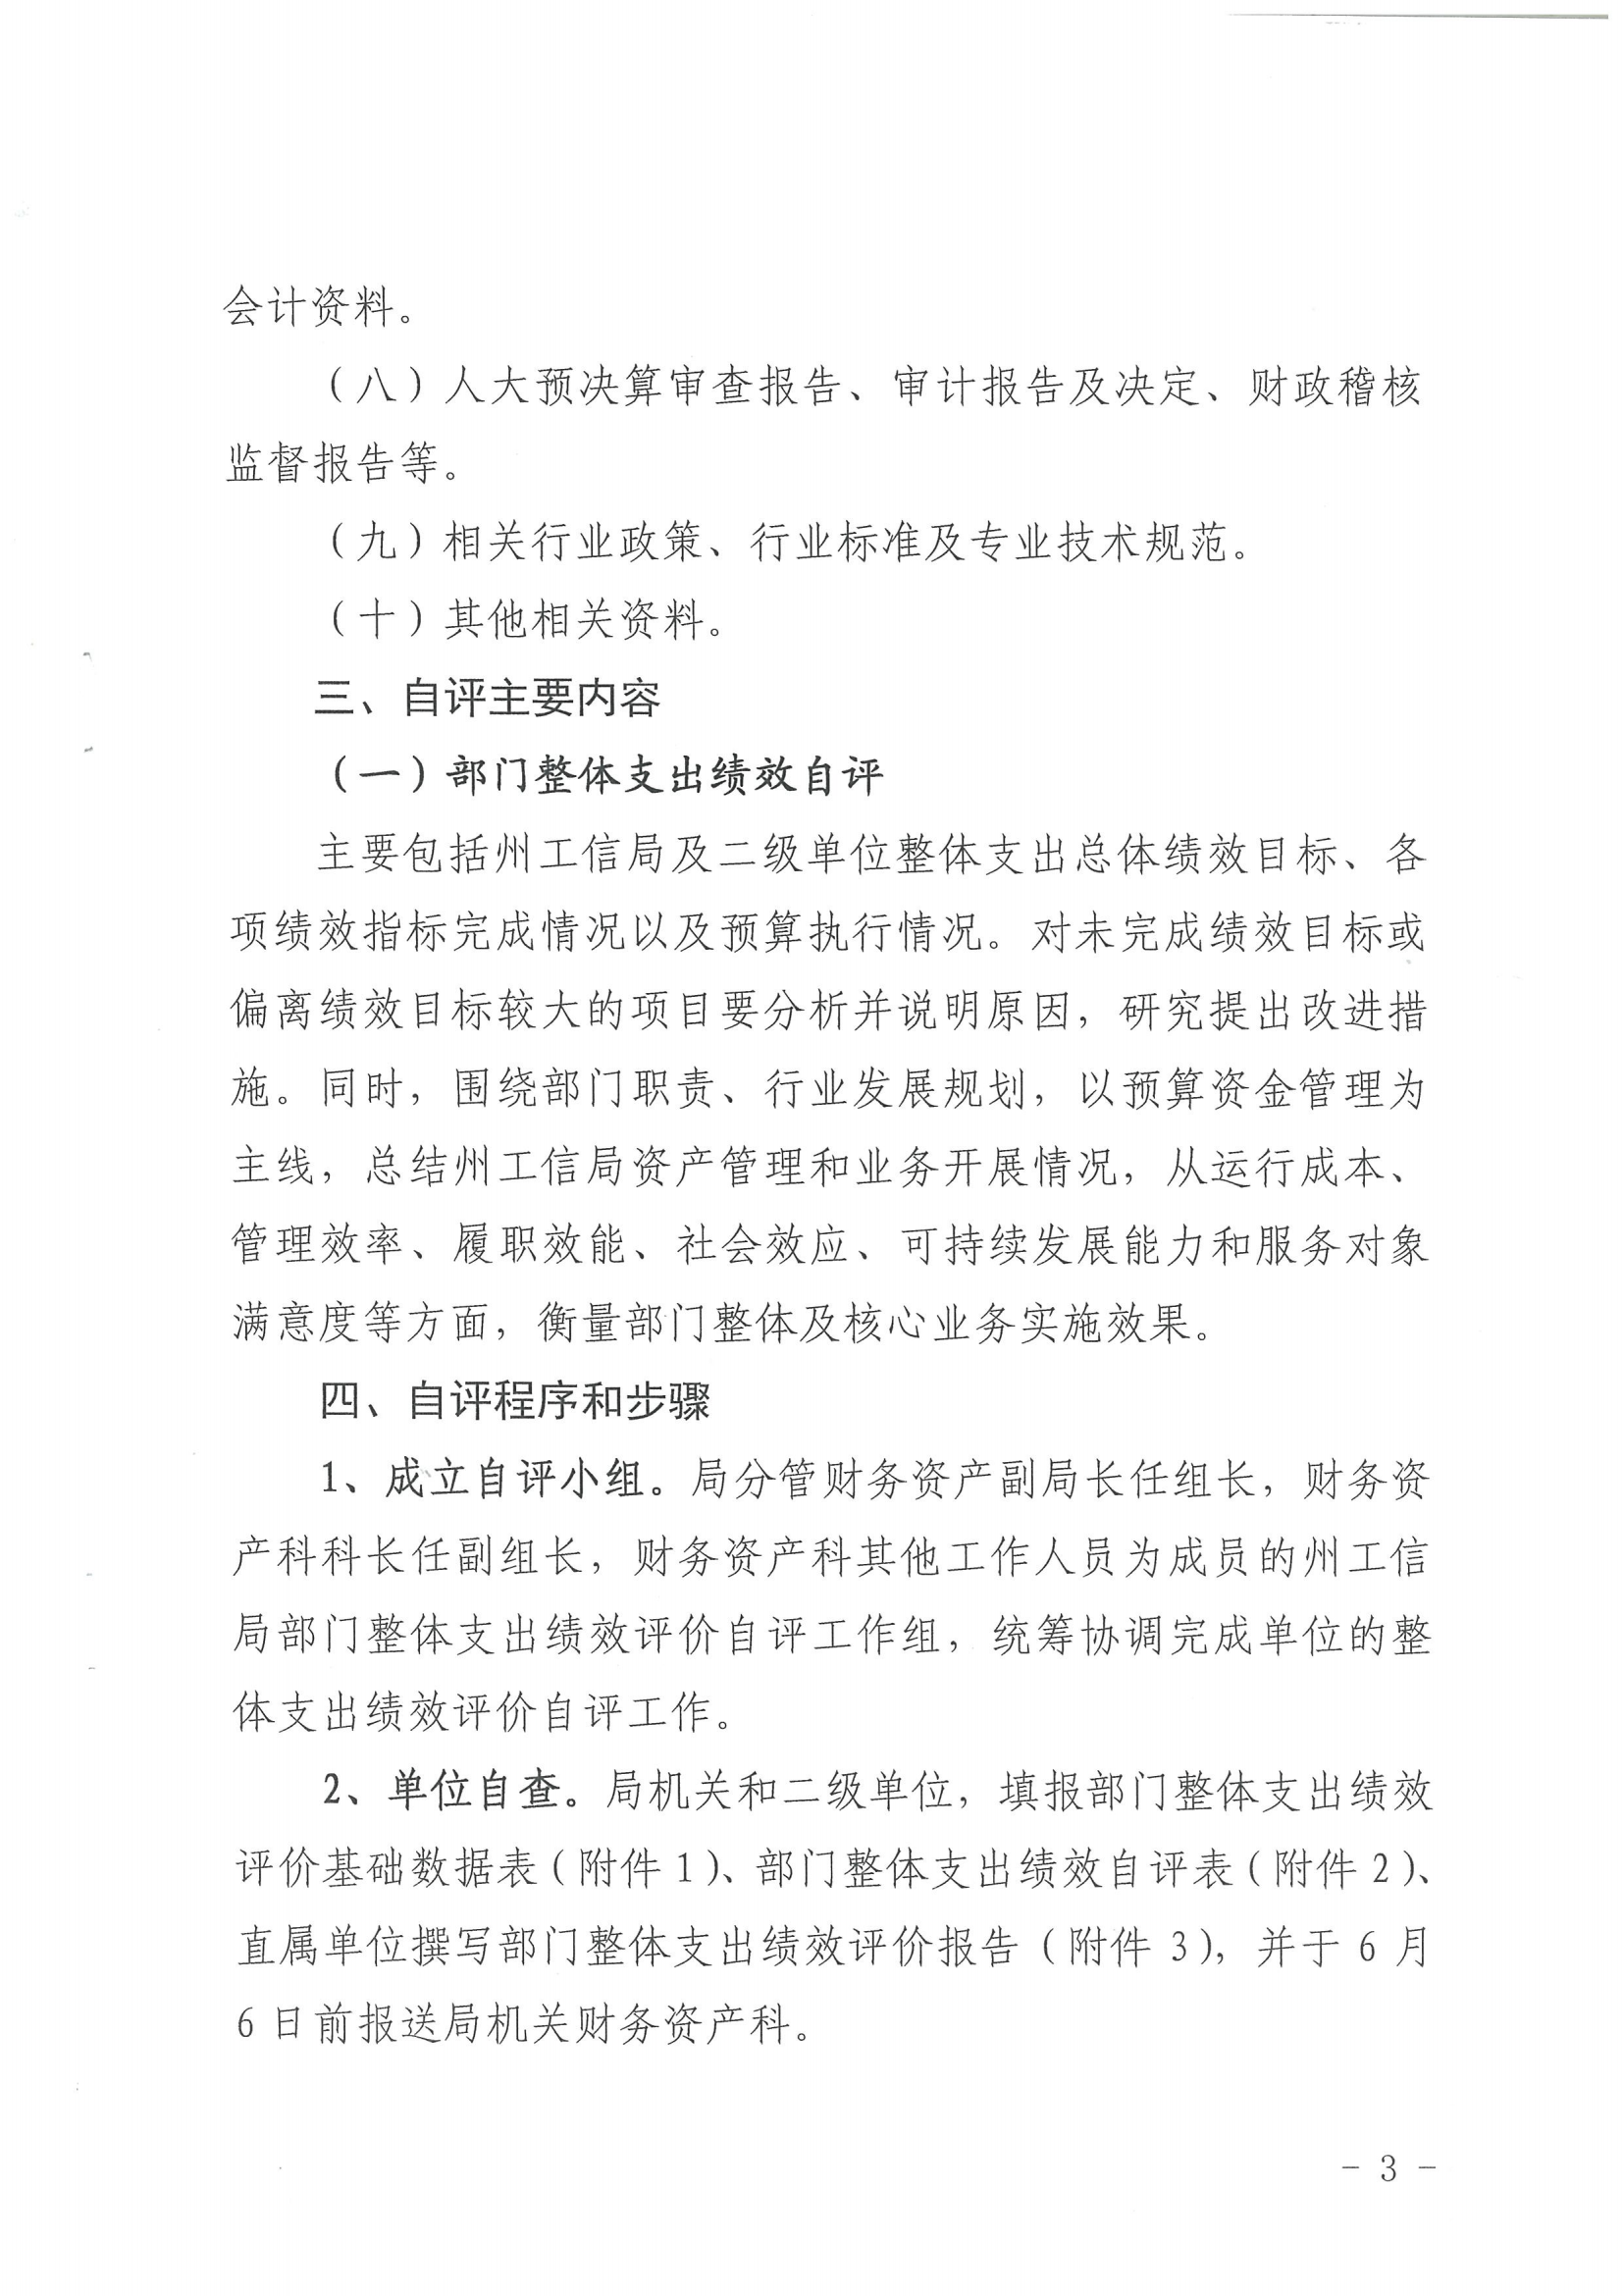 会计资料。
（八）人大预决算审查报告、审计报告及决定、财政稽核
监督报告等。
（九）相关行业政策、行业标准及专业技术规范。
（十）其他相关资料。
三、自评主要内容
（一）部门整体支出绩效自评
主要包括州工信局及二级单位整体支出总体绩效目标、各
项绩效指标完成情况以及预算执行情况。对未完成绩效目标或
偏离绩效目标较大的项目要分析并说明原因，研究提出改进措
施。同时，围绕部门职责、行业发展规划，以预算资金管理为
主线，总结州工信局资产管理和业务开展情况，从运行成本、
管理效率、履职效能、社会效应、可持续发展能力和服务对象
满意度等方面，衡量部门整体及核心业务实施效果。
四、自评程序和步骤
1、成立自评小组。局分管财务资产副局长任组长，财务资
产科科长任副组长，财务资产科其他工作人员为成员的州工信
局部门整体支出绩效评价自评工作组，统筹协调完成单位的整
体支出绩效评价自评工作。
2、单位自查。局机关和二级单位，填报部门整体支出绩效
评价基础数据表（附件 1）、部门整体支出绩效自评表（附件 2）、
直属单位撰写部门整体支出绩效评价报告（附件 3），并于 6 月
6 日前报送局机关财务资产科。
- 3 -